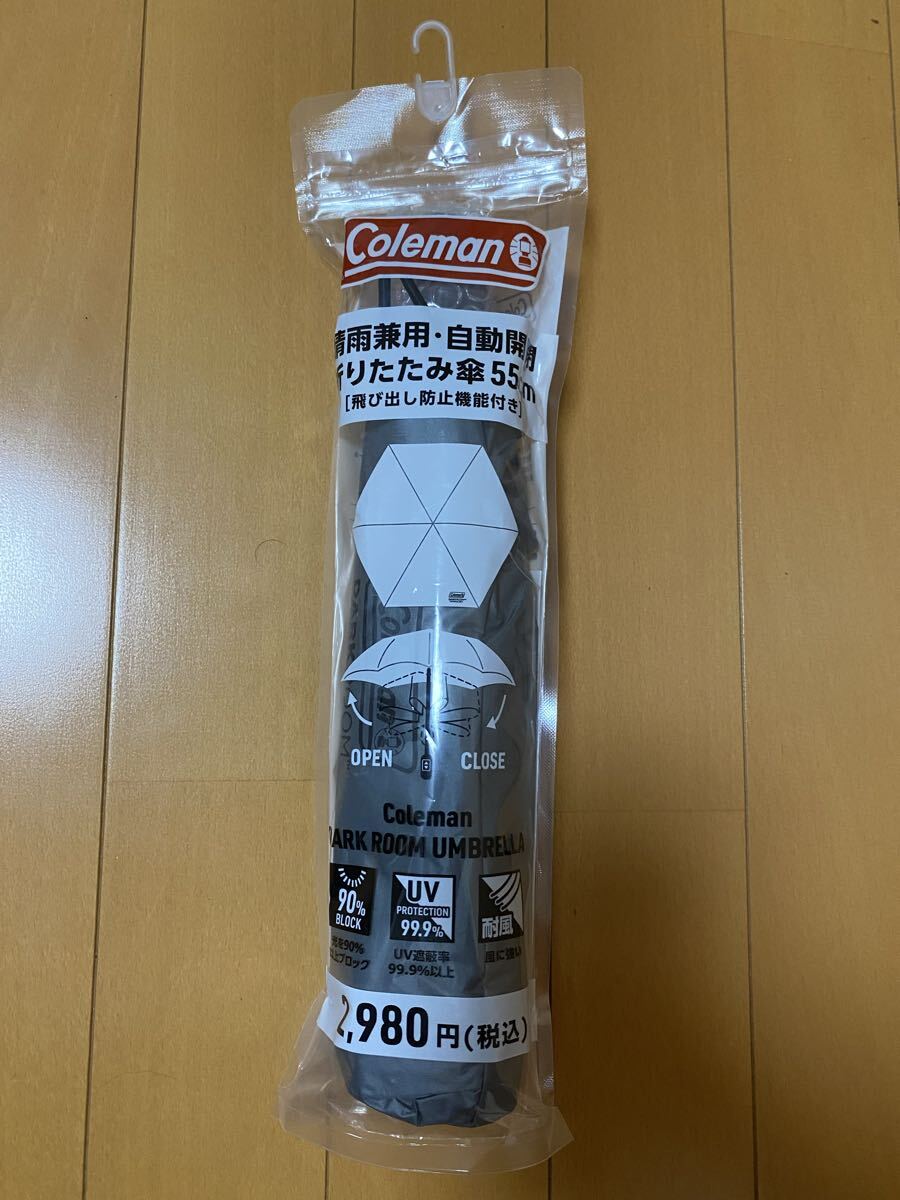 Coleman
晴雨兼用・自動開閉
折りたたみ傘55cm
[飛び出し防止機能付き]
OPEN
CLOSE
Coleman
DARK ROOM UMBRELLA
90%
BLOCK
光を90%
以上ブロック
UV
PROTECTION
99.9%
UV遮蔽率
99.9%以上
耐風
風に強い
2,980円(税込)